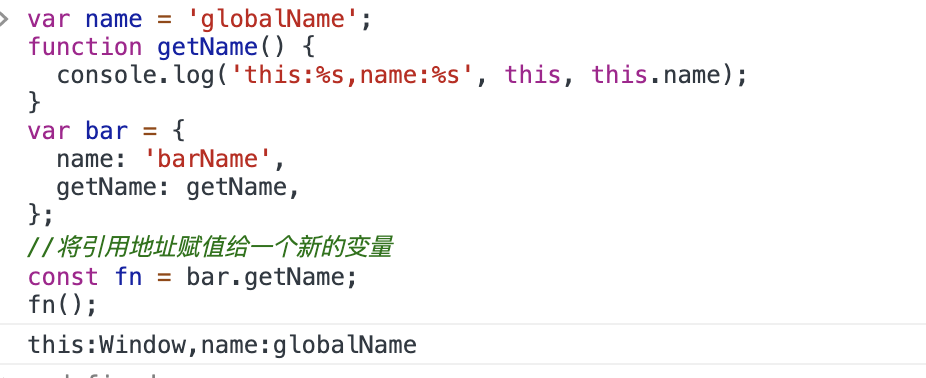 > var name = 'globalName';
function getName() {
  console.log('this:%s,name:%s', this, this.name);
}
var bar = {
  name: 'barName',
  getName: getName,
};
//将引用地址赋值给一个新的变量
const fn = bar.getName;
fn();
this:Window,name:globalName